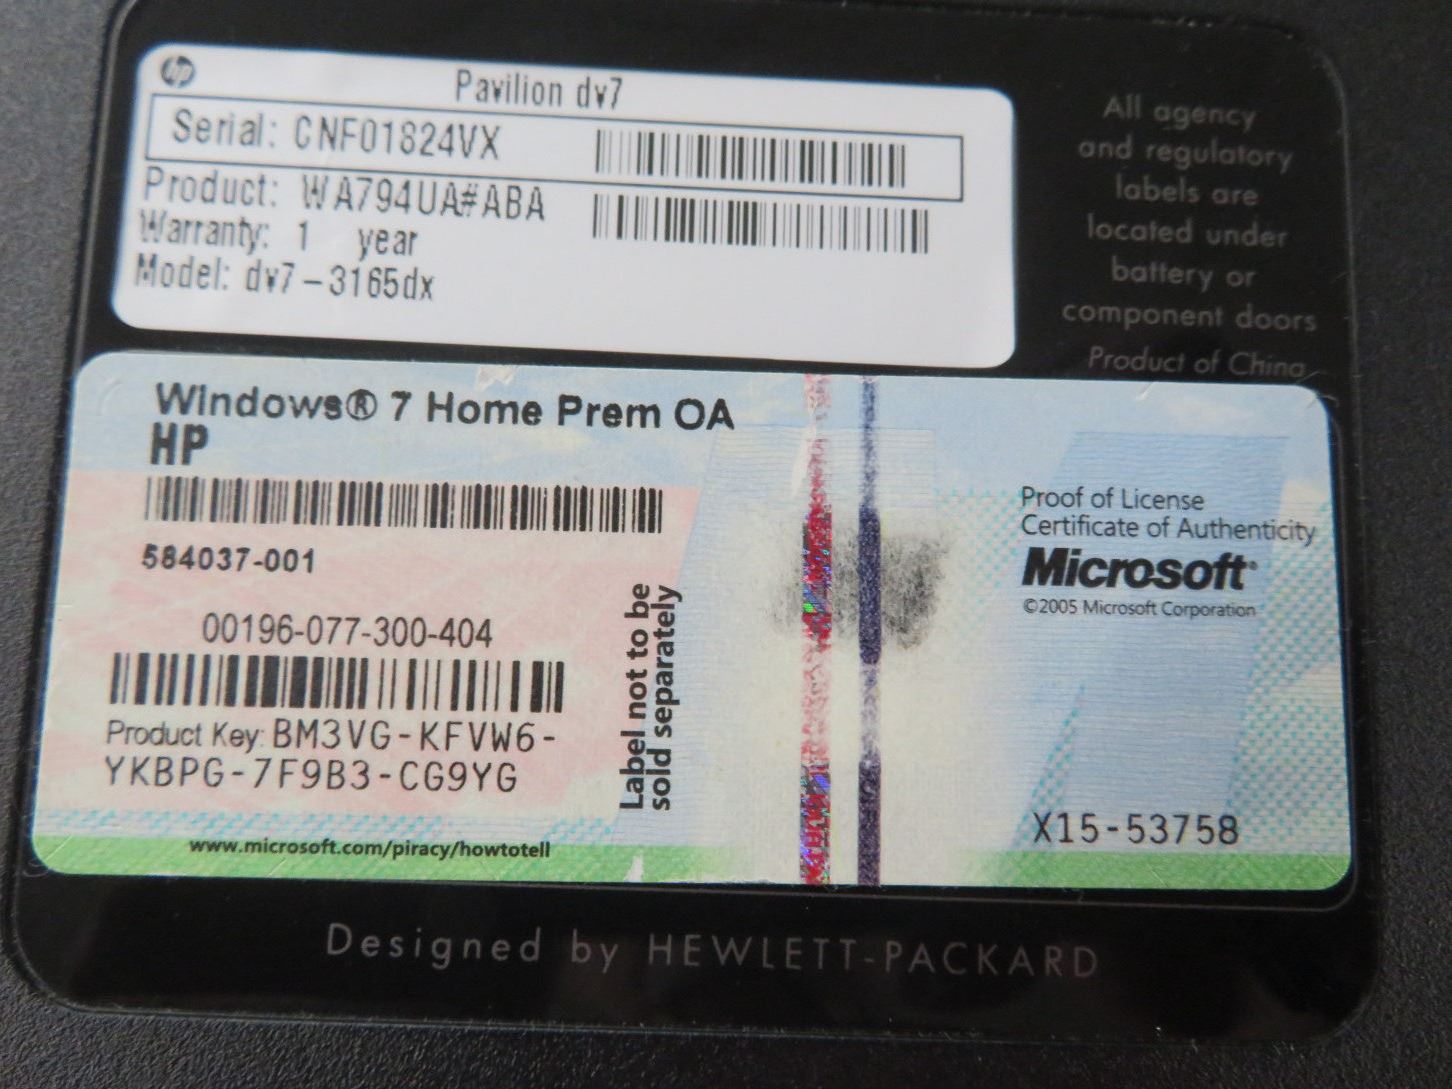 hp
Pavilion dv7
Serial: CNF01824VX
Product: WA794UA#ABA
Warranty: 1 year
Model: dv7-3165dx
All agency
and regulatory
labels are
located under
battery or
component doors
Product of China
Windows® 7 Home Prem OA
HP
584037-001
00196-077-300-404
Product Key: BM3VG-KFVW6-
YKBPG-7F9B3-CG9YG
www.microsoft.com/piracy/howtotell
Label not to be
sold separately
Proof of License
Certificate of Authenticity
Microsoft®
©2005 Microsoft Corporation
X15-53758
Designed by HEWLETT-PACKARD